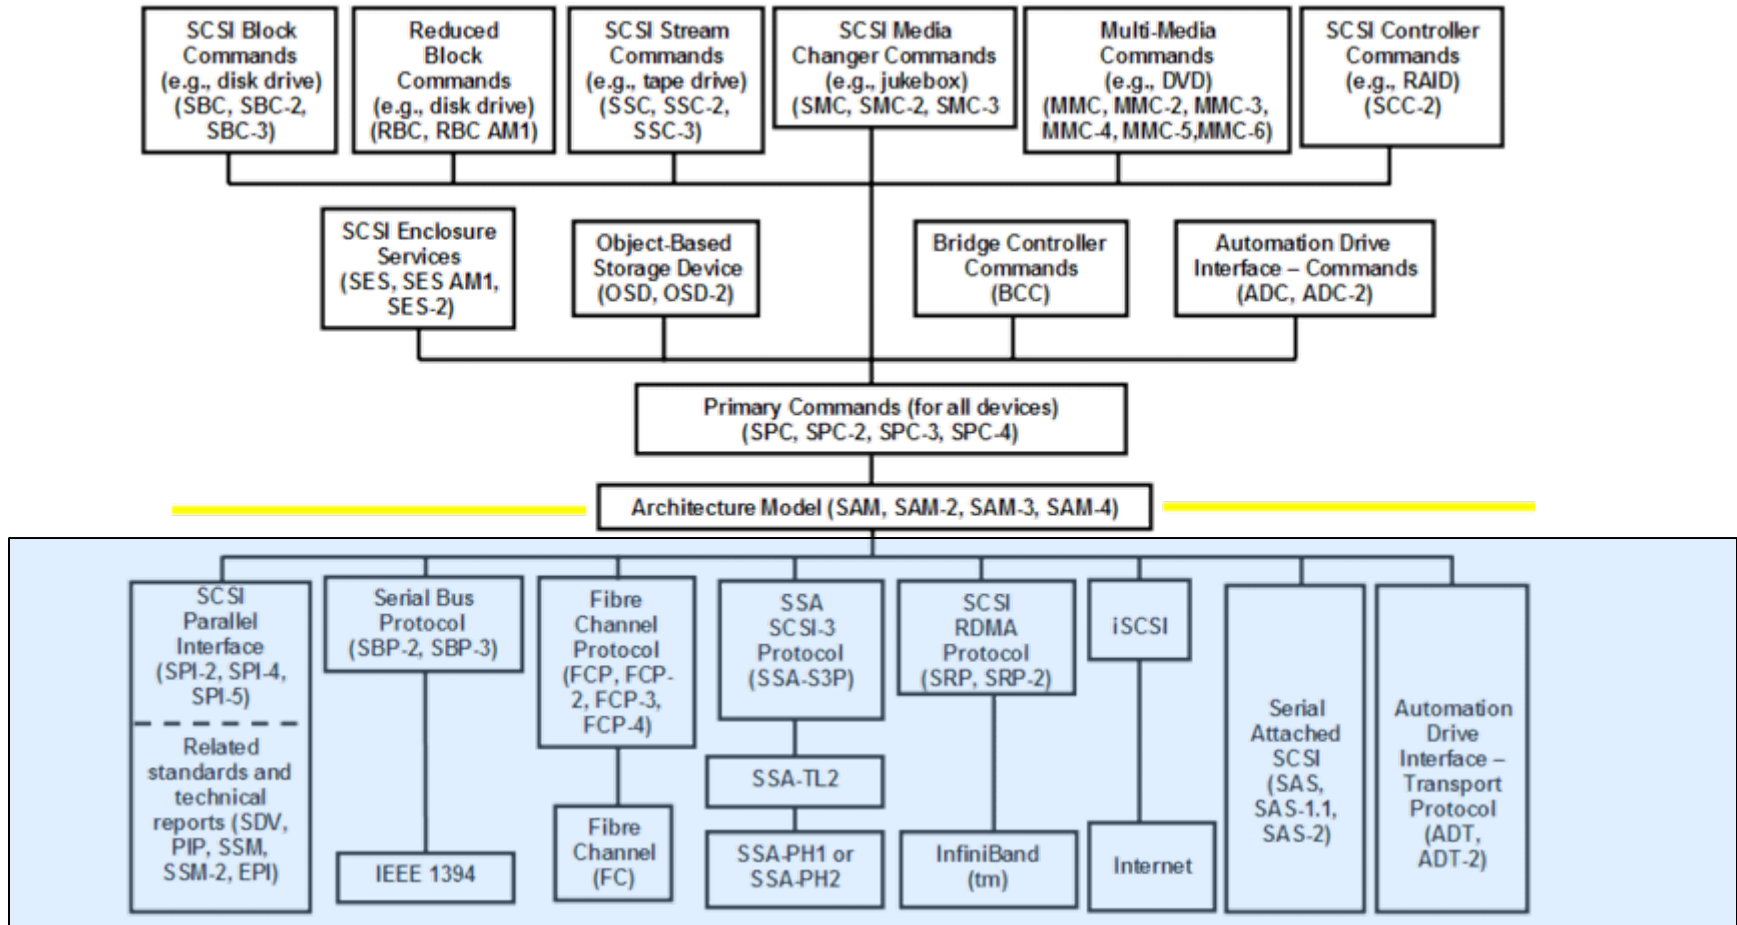 SCSI Block
Commands
(e.g., disk drive)
(SBC, SBC-2,
SBC-3)
Reduced
Block
Commands
(e.g., disk drive)
(RBC, RBC AM1)
SCSI Stream
Commands
(e.g., tape drive)
(SSC, SSC-2,
SSC-3)
SCSI Media
Changer Commands
(e.g., jukebox)
(SMC, SMC-2, SMC-3
Multi-Media
Commands
(e.g., DVD)
(MMC, MMC-2, MMC-3,
MMC-4, MMC-5,MMC-6)
SCSI Controller
Commands
(e.g., RAID)
(SCC-2)
SCSI Enclosure
Services
(SES, SES AM1,
SES-2)
Object-Based
Storage Device
(OSD, OSD-2)
Bridge Controller
Commands
(BCC)
Automation Drive
Interface – Commands
(ADC, ADC-2)
Primary Commands (for all devices)
(SPC, SPC-2, SPC-3, SPC-4)
Architecture Model (SAM, SAM-2, SAM-3, SAM-4)
SCSI
Parallel
Interface
(SPI-2, SPI-4,
SPI-5)
Related
standards and
technical
reports (SDV,
PIP, SSM,
SSM-2, EPI)
Serial Bus
Protocol
(SBP-2, SBP-3)
IEEE 1394
Fibre
Channel
Protocol
(FCP, FCP-
2, FCP-3,
FCP-4)
Fibre
Channel
(FC)
SSA
SCSI-3
Protocol
(SSA-S3P)
SSA-TL2
SSA-PH1 or
SSA-PH2
SCSI
RDMA
Protocol
(SRP, SRP-2)
InfiniBand
(tm)
iSCSI
Internet
Serial
Attached
SCSI
(SAS,
SAS-1.1,
SAS-2)
Automation
Drive
Interface –
Transport
Protocol
(ADT,
ADT-2)